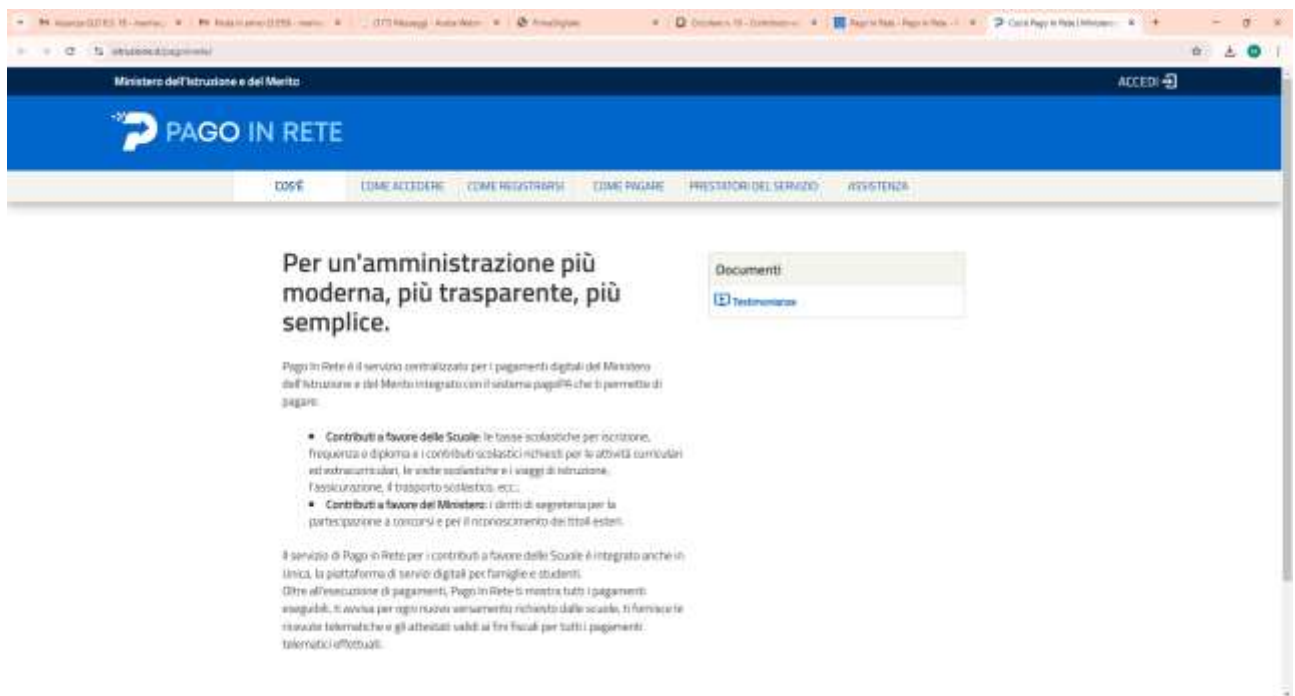 istruzione.it/pagoinrete/
Ministero dell'Istruzione e del Merito
ACCEDI
PAGO IN RETE
COS'È
COME ACCEDERE
COME REGISTRARSI
COME PAGARE
PRESTATORI DEL SERVIZIO
ASSISTENZA
Per un'amministrazione più
moderna, più trasparente, più
semplice.
Documenti
Testimonianze
Pago In Rete è il servizio centralizzato per i pagamenti digitali del Ministero
dell'Istruzione e del Merito integrato con il sistema pagoPA che ti permette di
pagare:
• Contributi a favore delle Scuole: le tasse scolastiche per iscrizione,
frequenza e diploma e i contributi scolastici richiesti per le attività curriculari
ed extracurriculari, le visite scolastiche e i viaggi di istruzione,
l'assicurazione, il trasporto scolastico, ecc.;
• Contributi a favore del Ministero: i diritti di segreteria per la
partecipazione a concorsi e per il riconoscimento dei titoli esteri.
Il servizio di Pago in Rete per i contributi a favore delle Scuole è integrato anche in
Unica, la piattaforma di servizi digitali per famiglie e studenti.
Oltre all'esecuzione di pagamenti, Pago In Rete ti mostra tutti i pagamenti
eseguibili, ti avvisa per ogni nuovo versamento richiesto dalle scuole, ti fornisce le
ricevute telematiche e gli attestati validi ai fini fiscali per tutti i pagamenti
telematici effettuati.